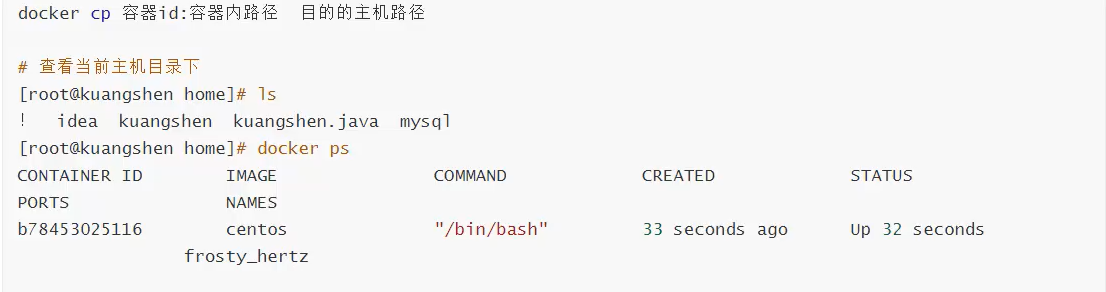 docker cp 容器id:容器内路径 目的的主机路径
# 查看当前主机目录下
[root@kuangshen home]# ls
! idea kuangshen kuangshen.java mysql
[root@kuangshen home]# docker ps
CONTAINER ID IMAGE COMMAND CREATED STATUS
PORTS NAMES
b78453025116 centos "/bin/bash" 33 seconds ago Up 32 seconds
frosty_hertz